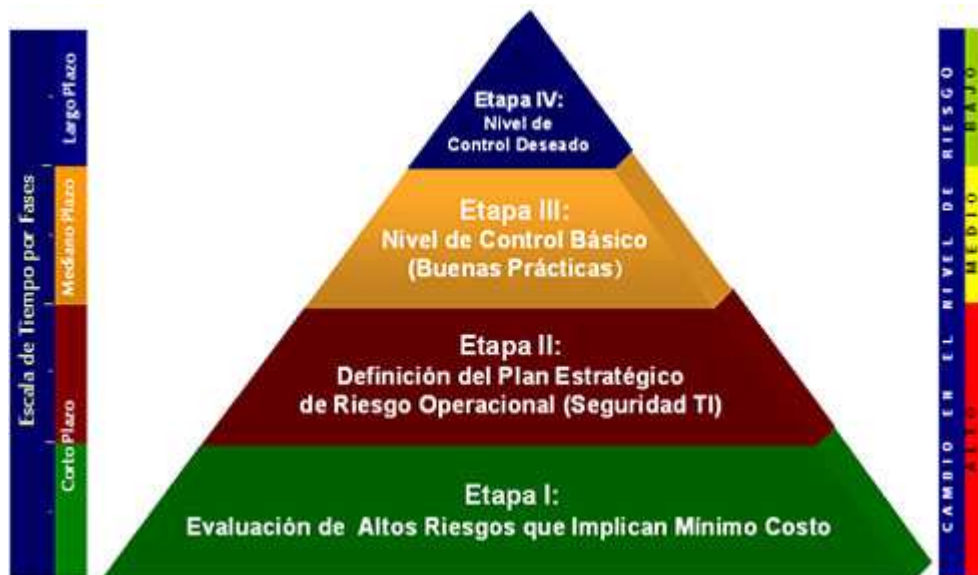 Escala de Tiempo por Fases
Largo Plazo
Mediano Plazo
Corto Plazo
Etapa IV:
Nivel de
Control Deseado
Etapa III:
Nivel de Control Básico
(Buenas Prácticas)
Etapa II:
Definición del Plan Estratégico
de Riesgo Operacional (Seguridad TI)
Etapa I:
Evaluación de Altos Riesgos que Implican Mínimo Costo
CAMBIO EN EL NIVEL DE RIESGO
BAJO
MEDIO
ALTO